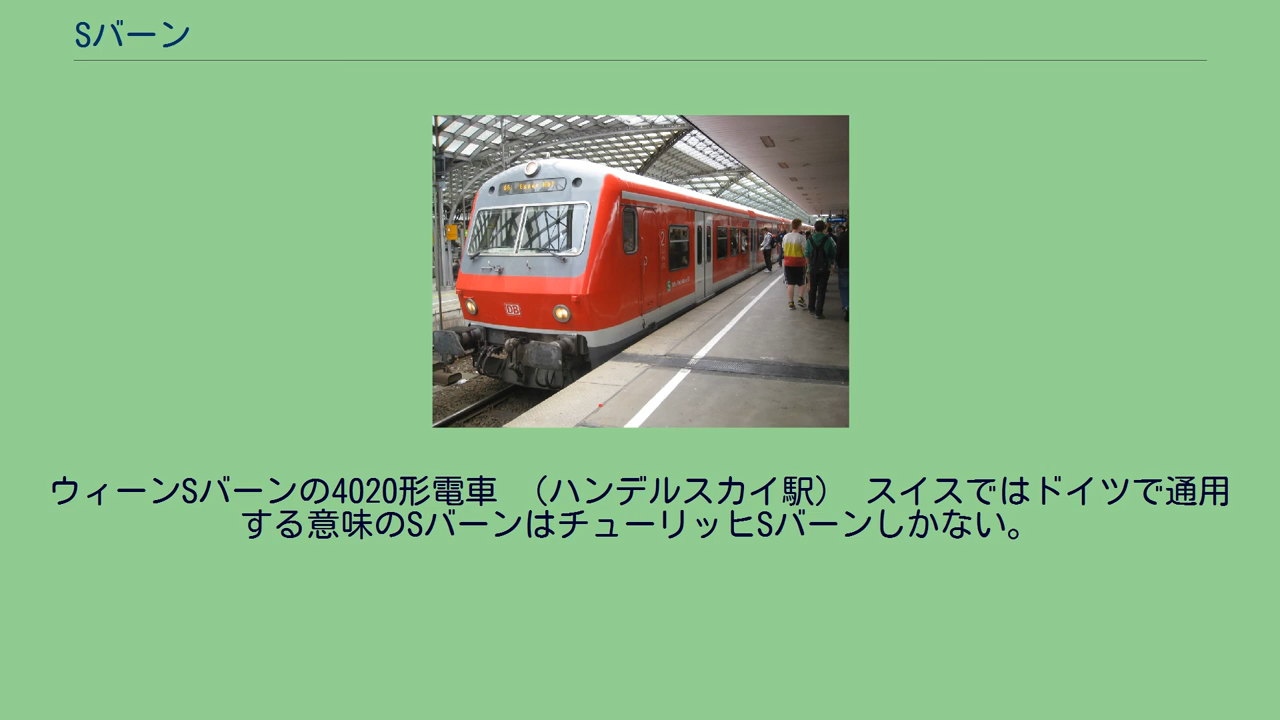 Sバーン
DB
2
ウィーンSバーンの4020形電車　（ハンデルスカイ駅）　スイスではドイツで通用
する意味のSバーンはチューリッヒSバーンしかない。